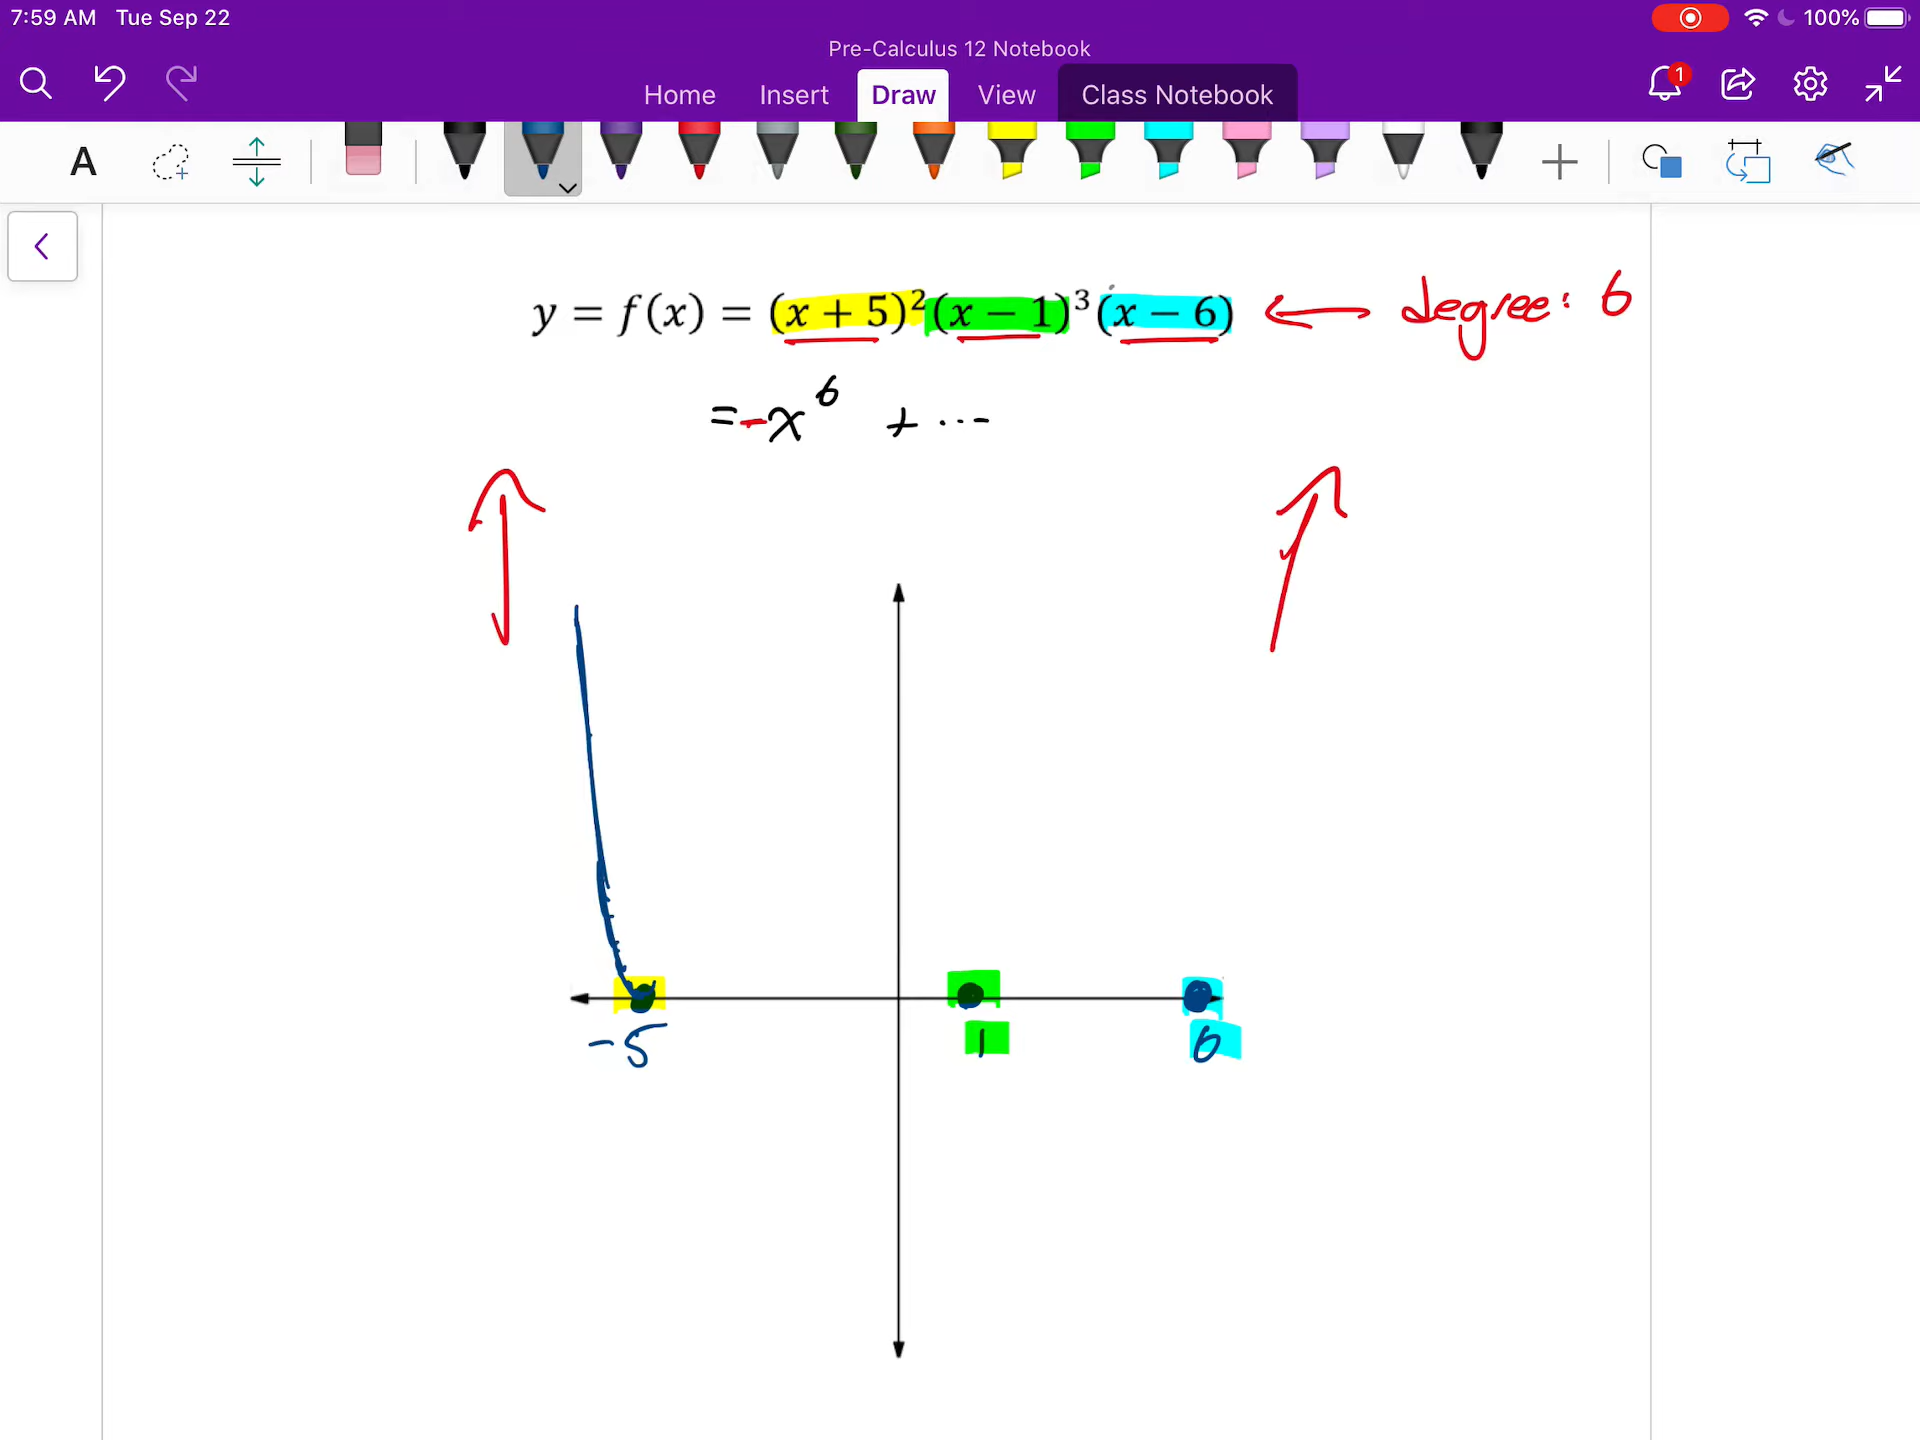 7:59 AM Tue Sep 22
100%
Pre-Calculus 12 Notebook
Home Insert Draw View Class Notebook
1
A
y = f(x) = (x + 5)²(x − 1)³(x − 6) ← degree: 6
= -x⁶ + ...
-5 1 6